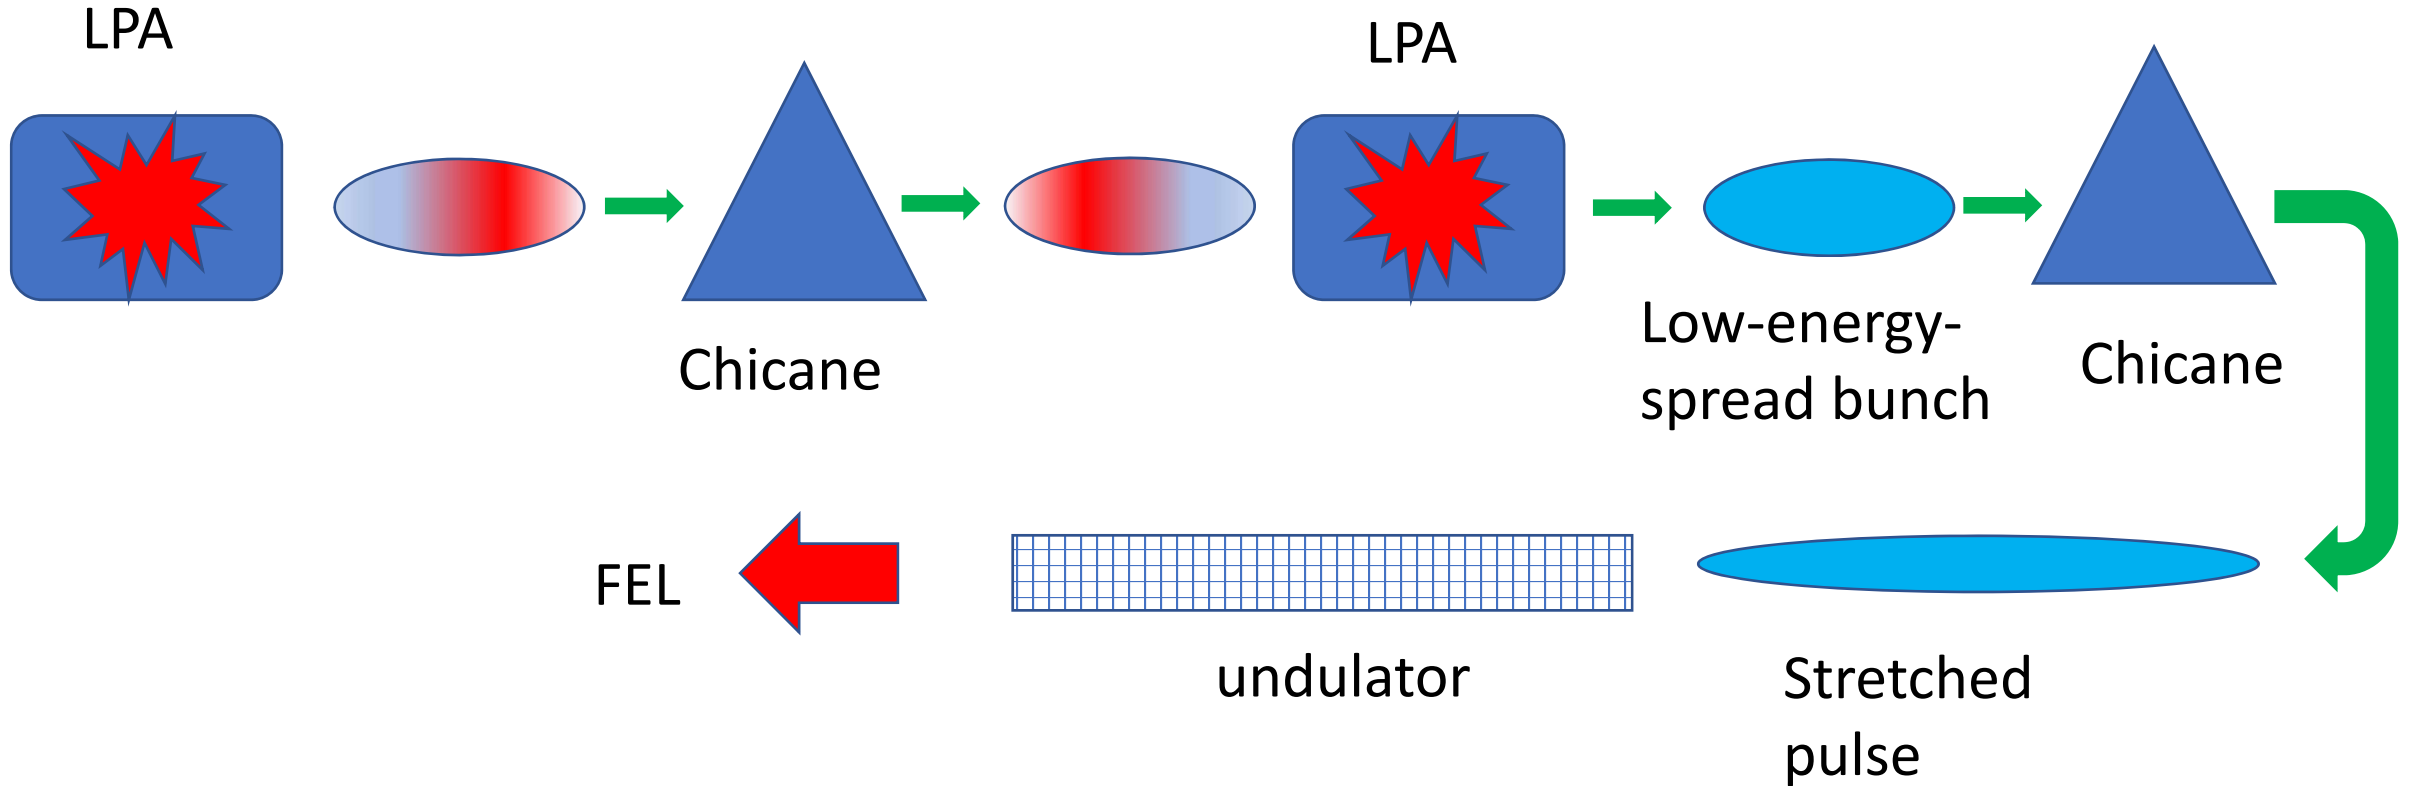 LPA
LPA
Chicane
Low-energy-
spread bunch
Chicane
FEL
undulator
Stretched
pulse